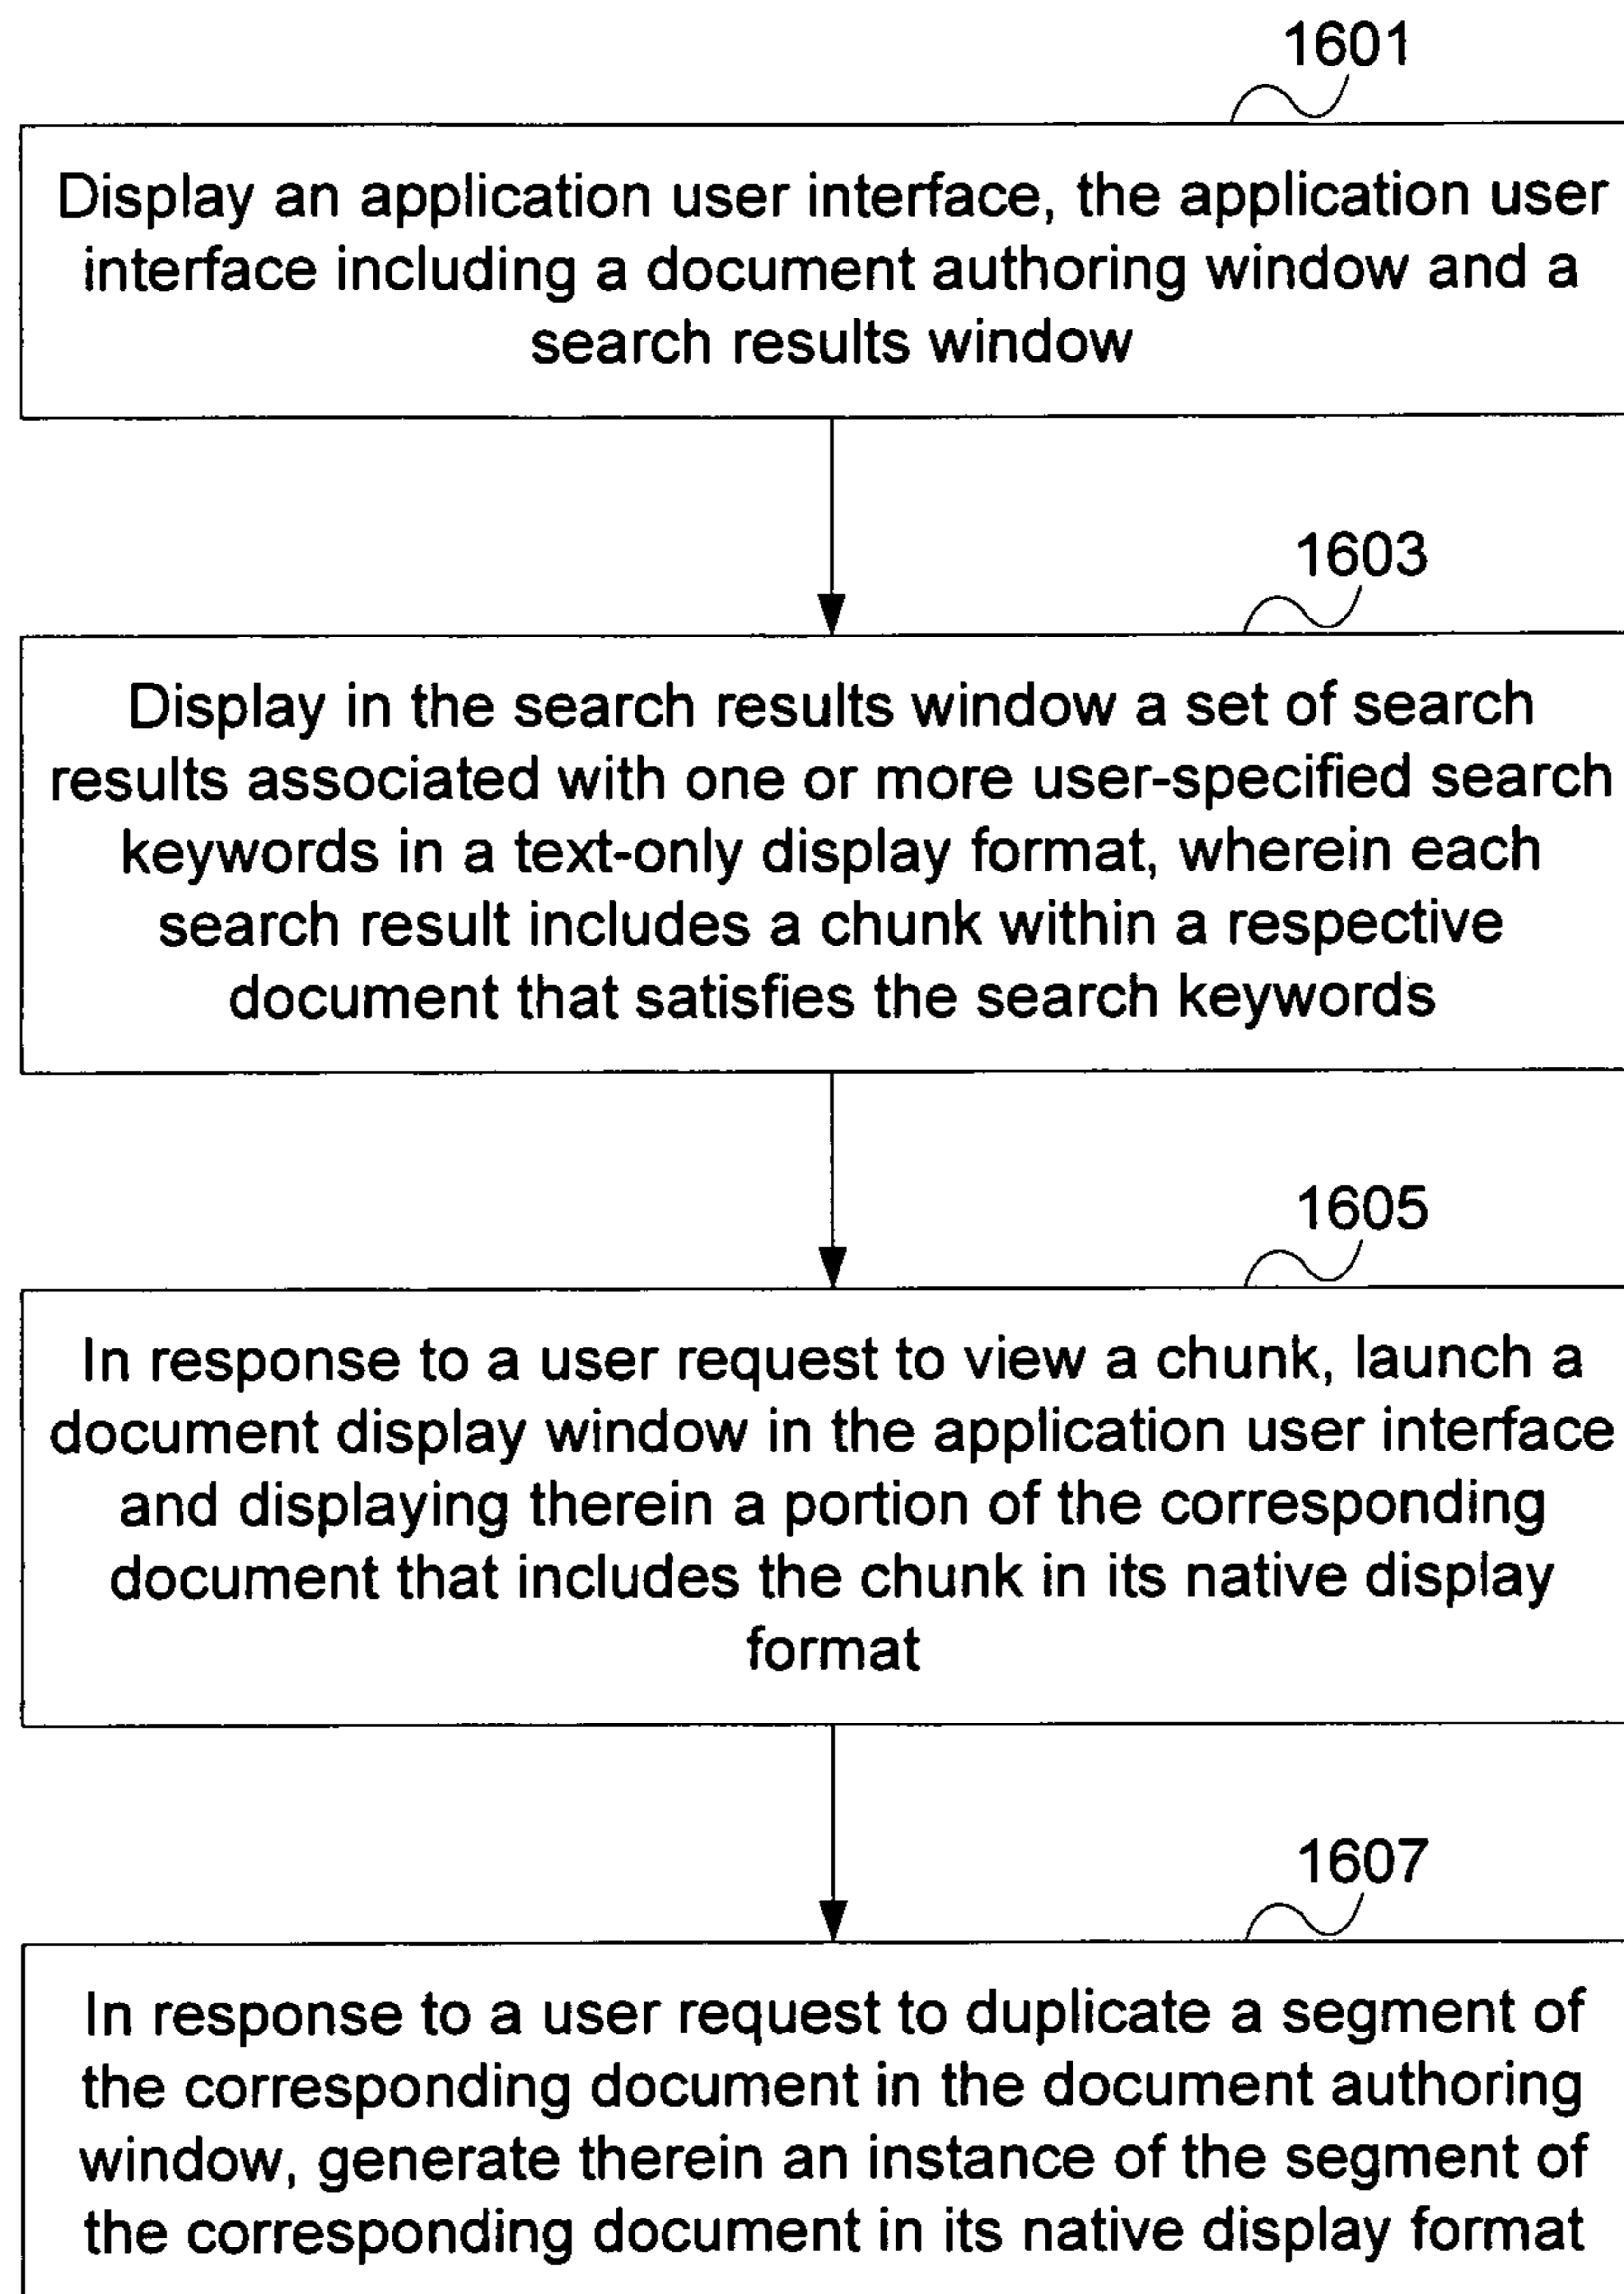 1601
Display an application user interface, the application user
interface including a document authoring window and a
search results window
1603
Display in the search results window a set of search
results associated with one or more user-specified search
keywords in a text-only display format, wherein each
search result includes a chunk within a respective
document that satisfies the search keywords
1605
In response to a user request to view a chunk, launch a
document display window in the application user interface
and displaying therein a portion of the corresponding
document that includes the chunk in its native display
format
1607
In response to a user request to duplicate a segment of
the corresponding document in the document authoring
window, generate therein an instance of the segment of
the corresponding document in its native display format